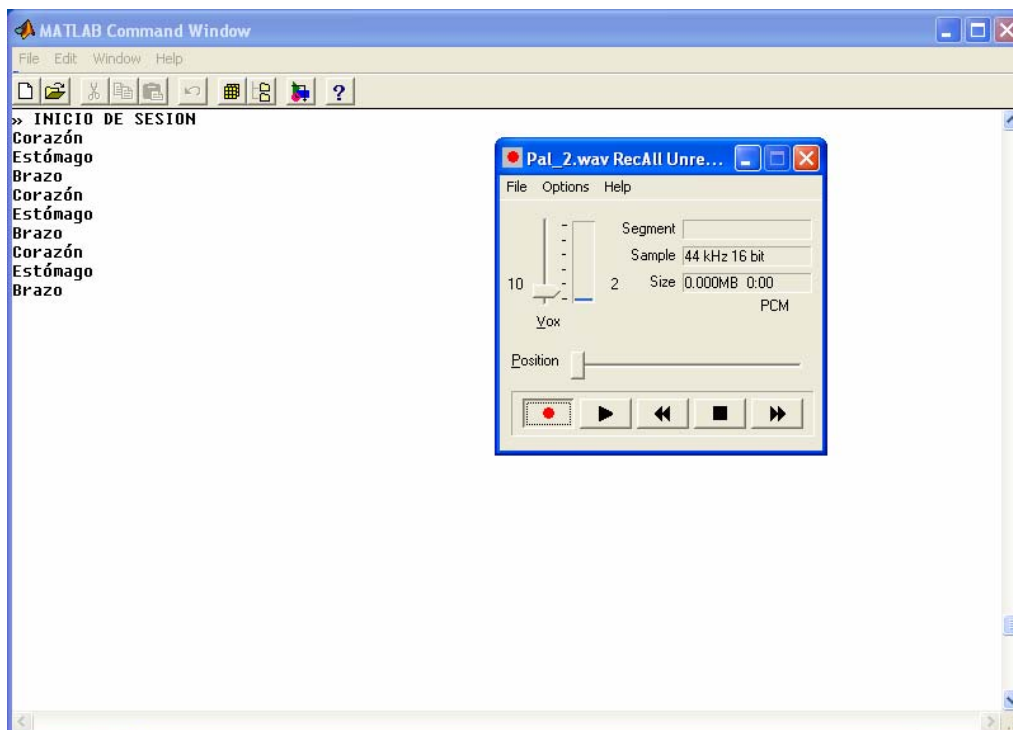 MATLAB Command Window
File Edit Window Help
?
» INICIO DE SESION
Corazón
Estómago
Brazo
Corazón
Estómago
Brazo
Corazón
Estómago
Brazo
Pal_2.wav RecAll Unre...
File Options Help
Segment
Sample 44 kHz 16 bit
10 2 Size 0.000MB 0:00
PCM
Vox
Position